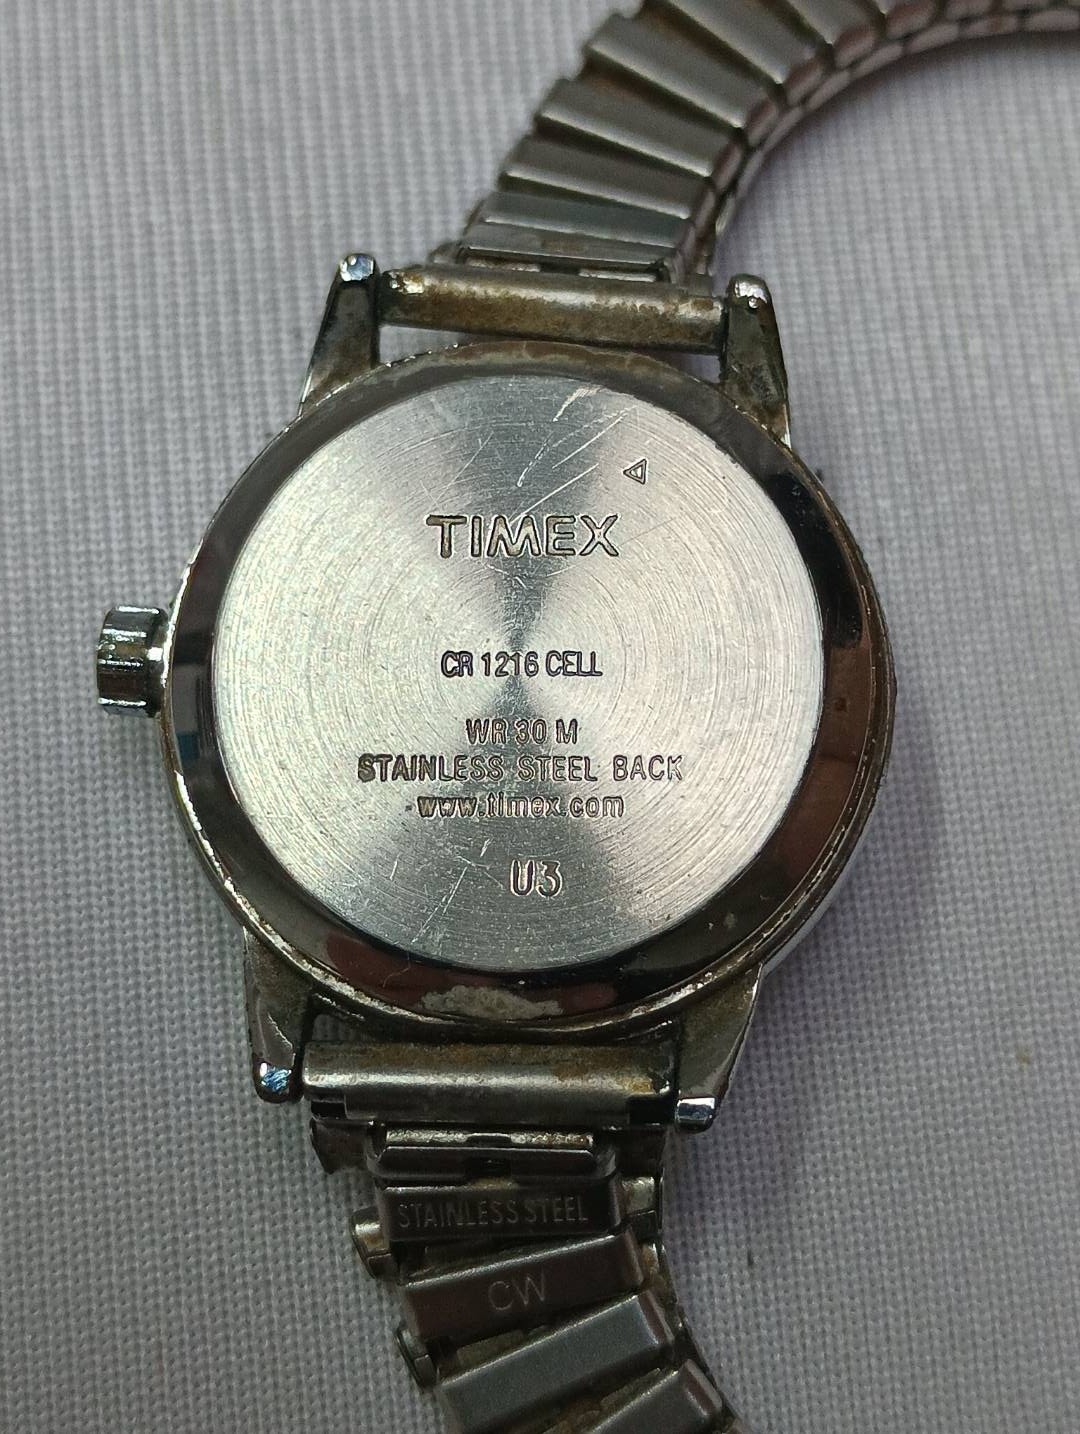 TIMEX
CR 1216 CELL
WR 30 M
STAINLESS STEEL BACK
www.timex.com
U3
STAINLESS STEEL
CW